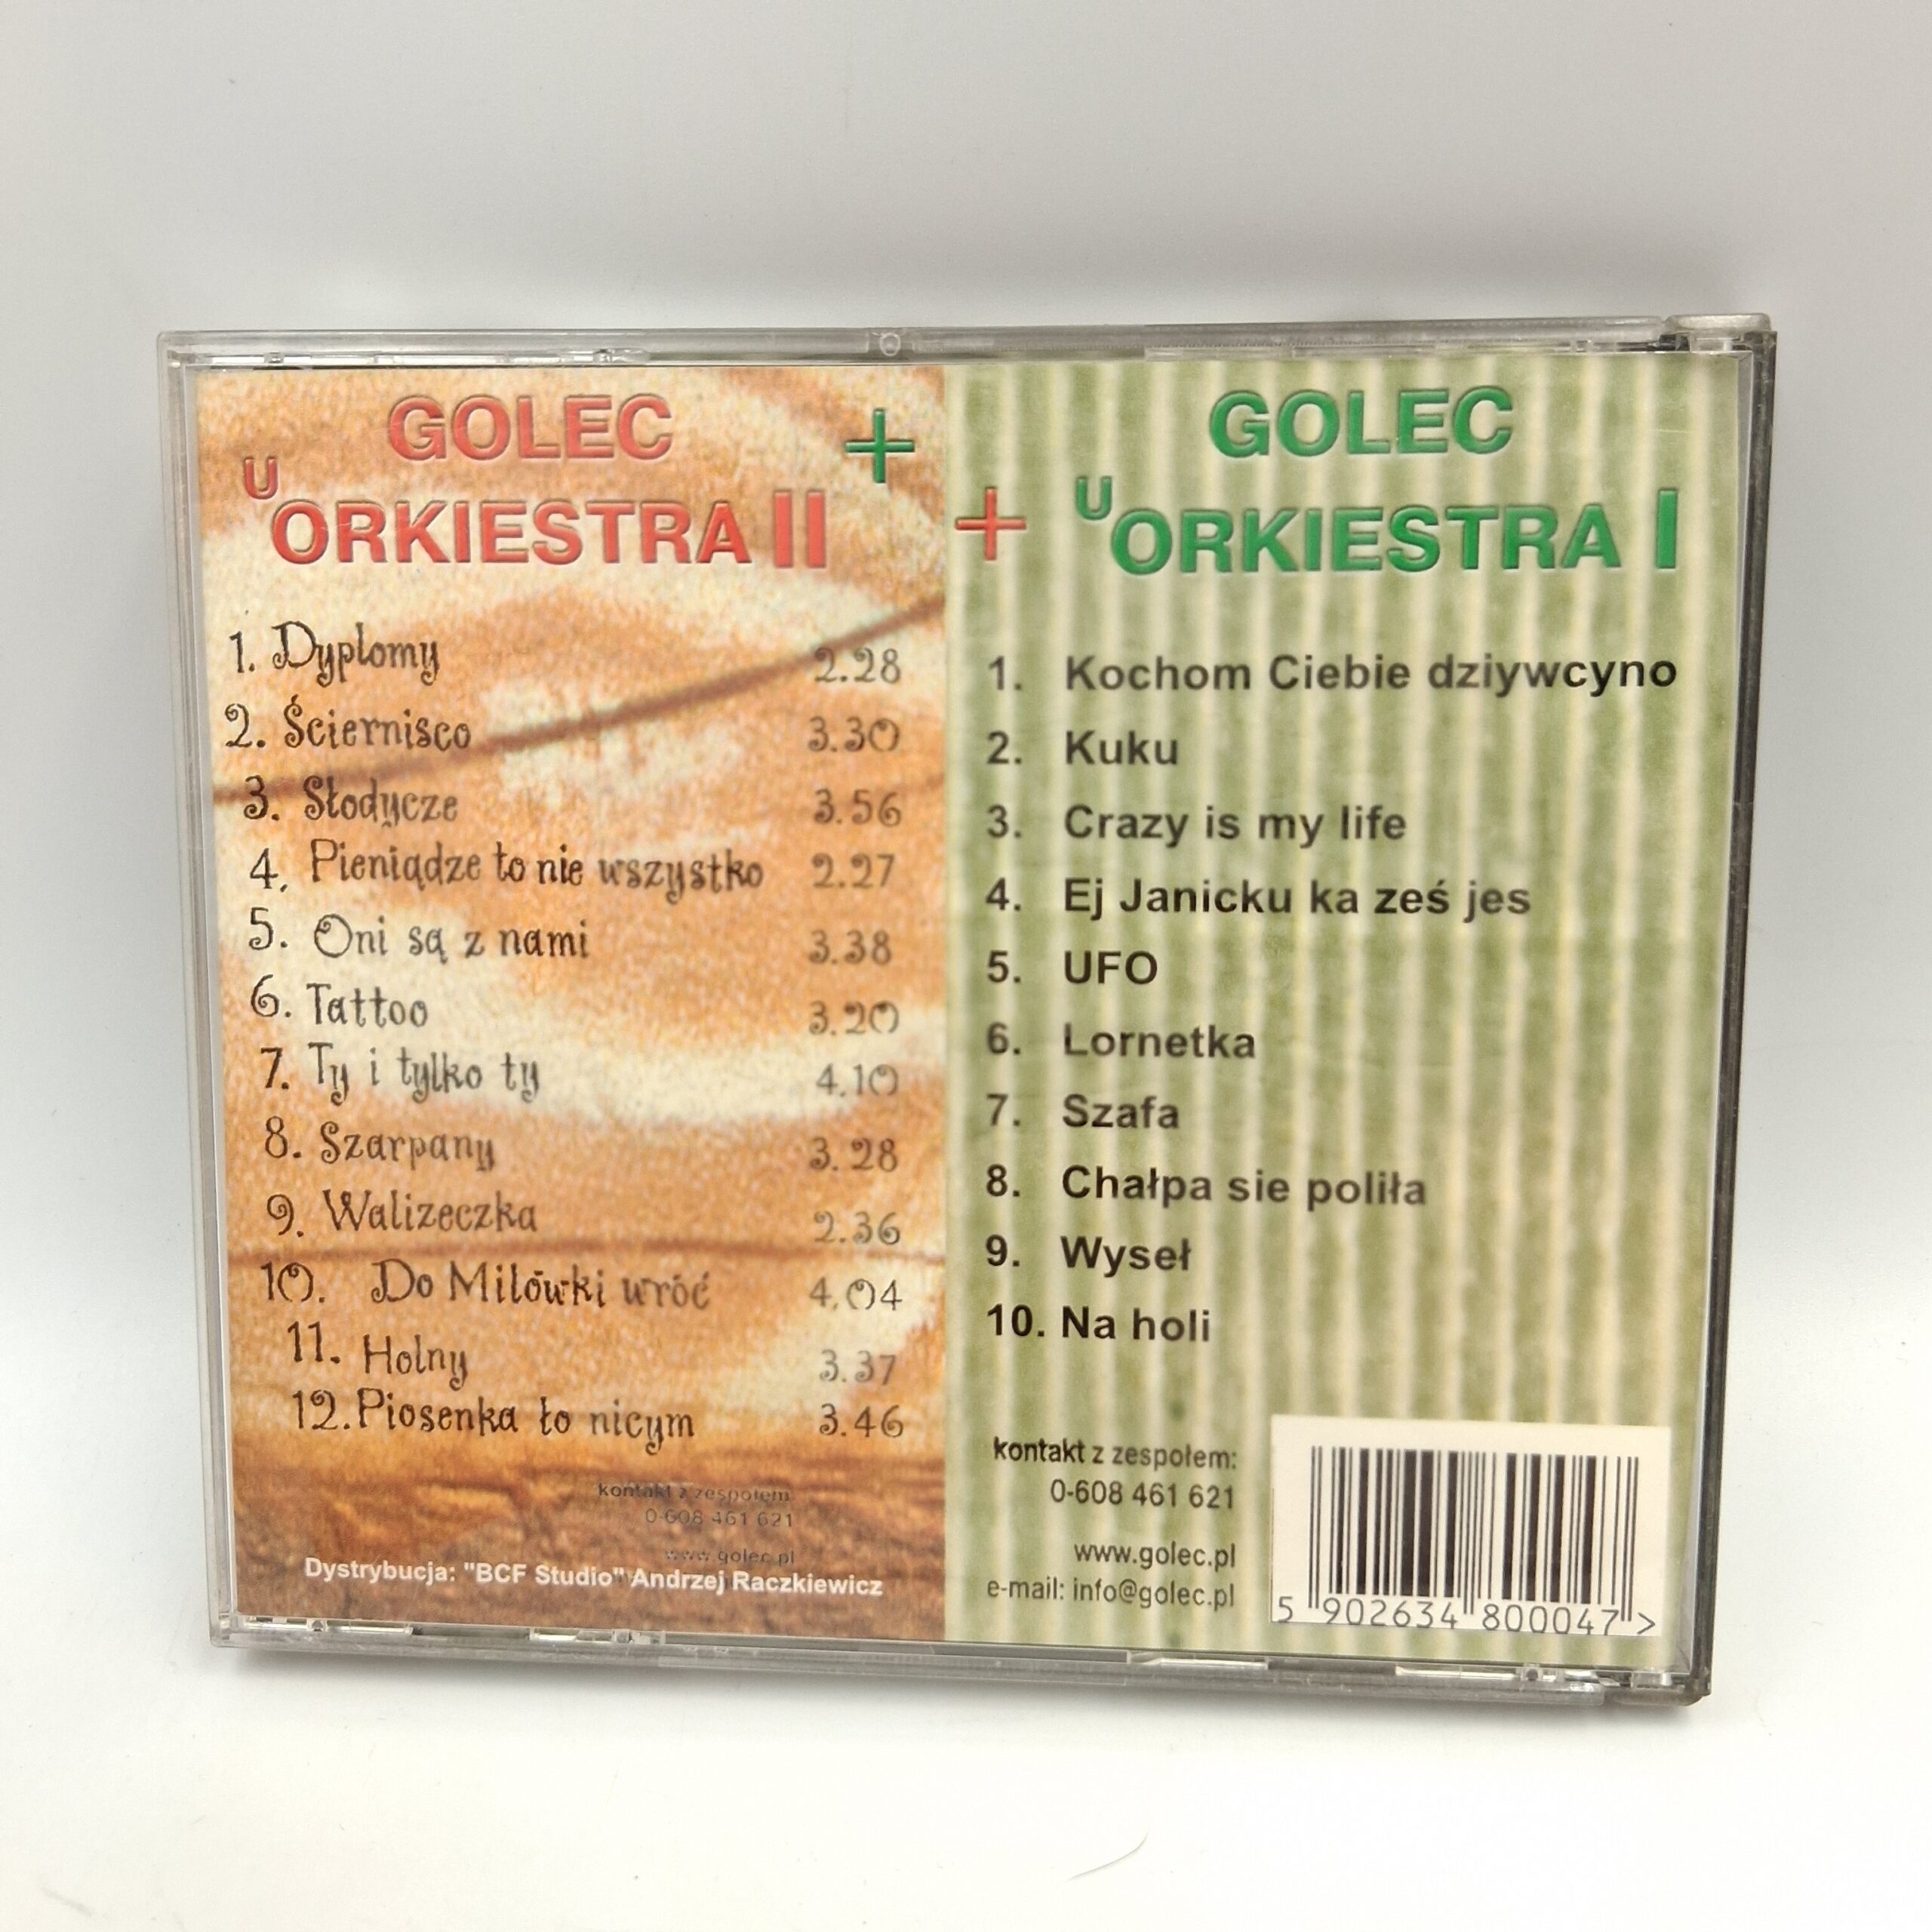 GOLEC +
uORKIESTRA II
1. Dyplomy 2.28
2. Ściernisco 3.30
3. Słodycze 3.56
4. Pieniądze to nie wszystko 2.27
5. Oni są z nami 3.38
6. Tattoo 3.20
7. Ty i tylko ty 4.10
8. Szarpany 3.28
9. Walizeczka 2.36
10. Do Milówki wróć 4.04
11. Holny 3.37
12. Piosenka ło nicym 3.46
kontakt z zespołem:
0-608 461 621
www.golec.pl
Dystrybucja: "BCF Studio" Andrzej Raczkiewicz
GOLEC
+ uORKIESTRA I
1. Kochom Ciebie dziywcyno
2. Kuku
3. Crazy is my life
4. Ej Janicku kaześ jes
5. UFO
6. Lornetka
7. Szafa
8. Chałpa sie poliła
9. Wyseł
10. Na holi
kontakt z zespołem:
0-608 461 621
www.golec.pl
e-mail: info@golec.pl
5 902634 800047 >